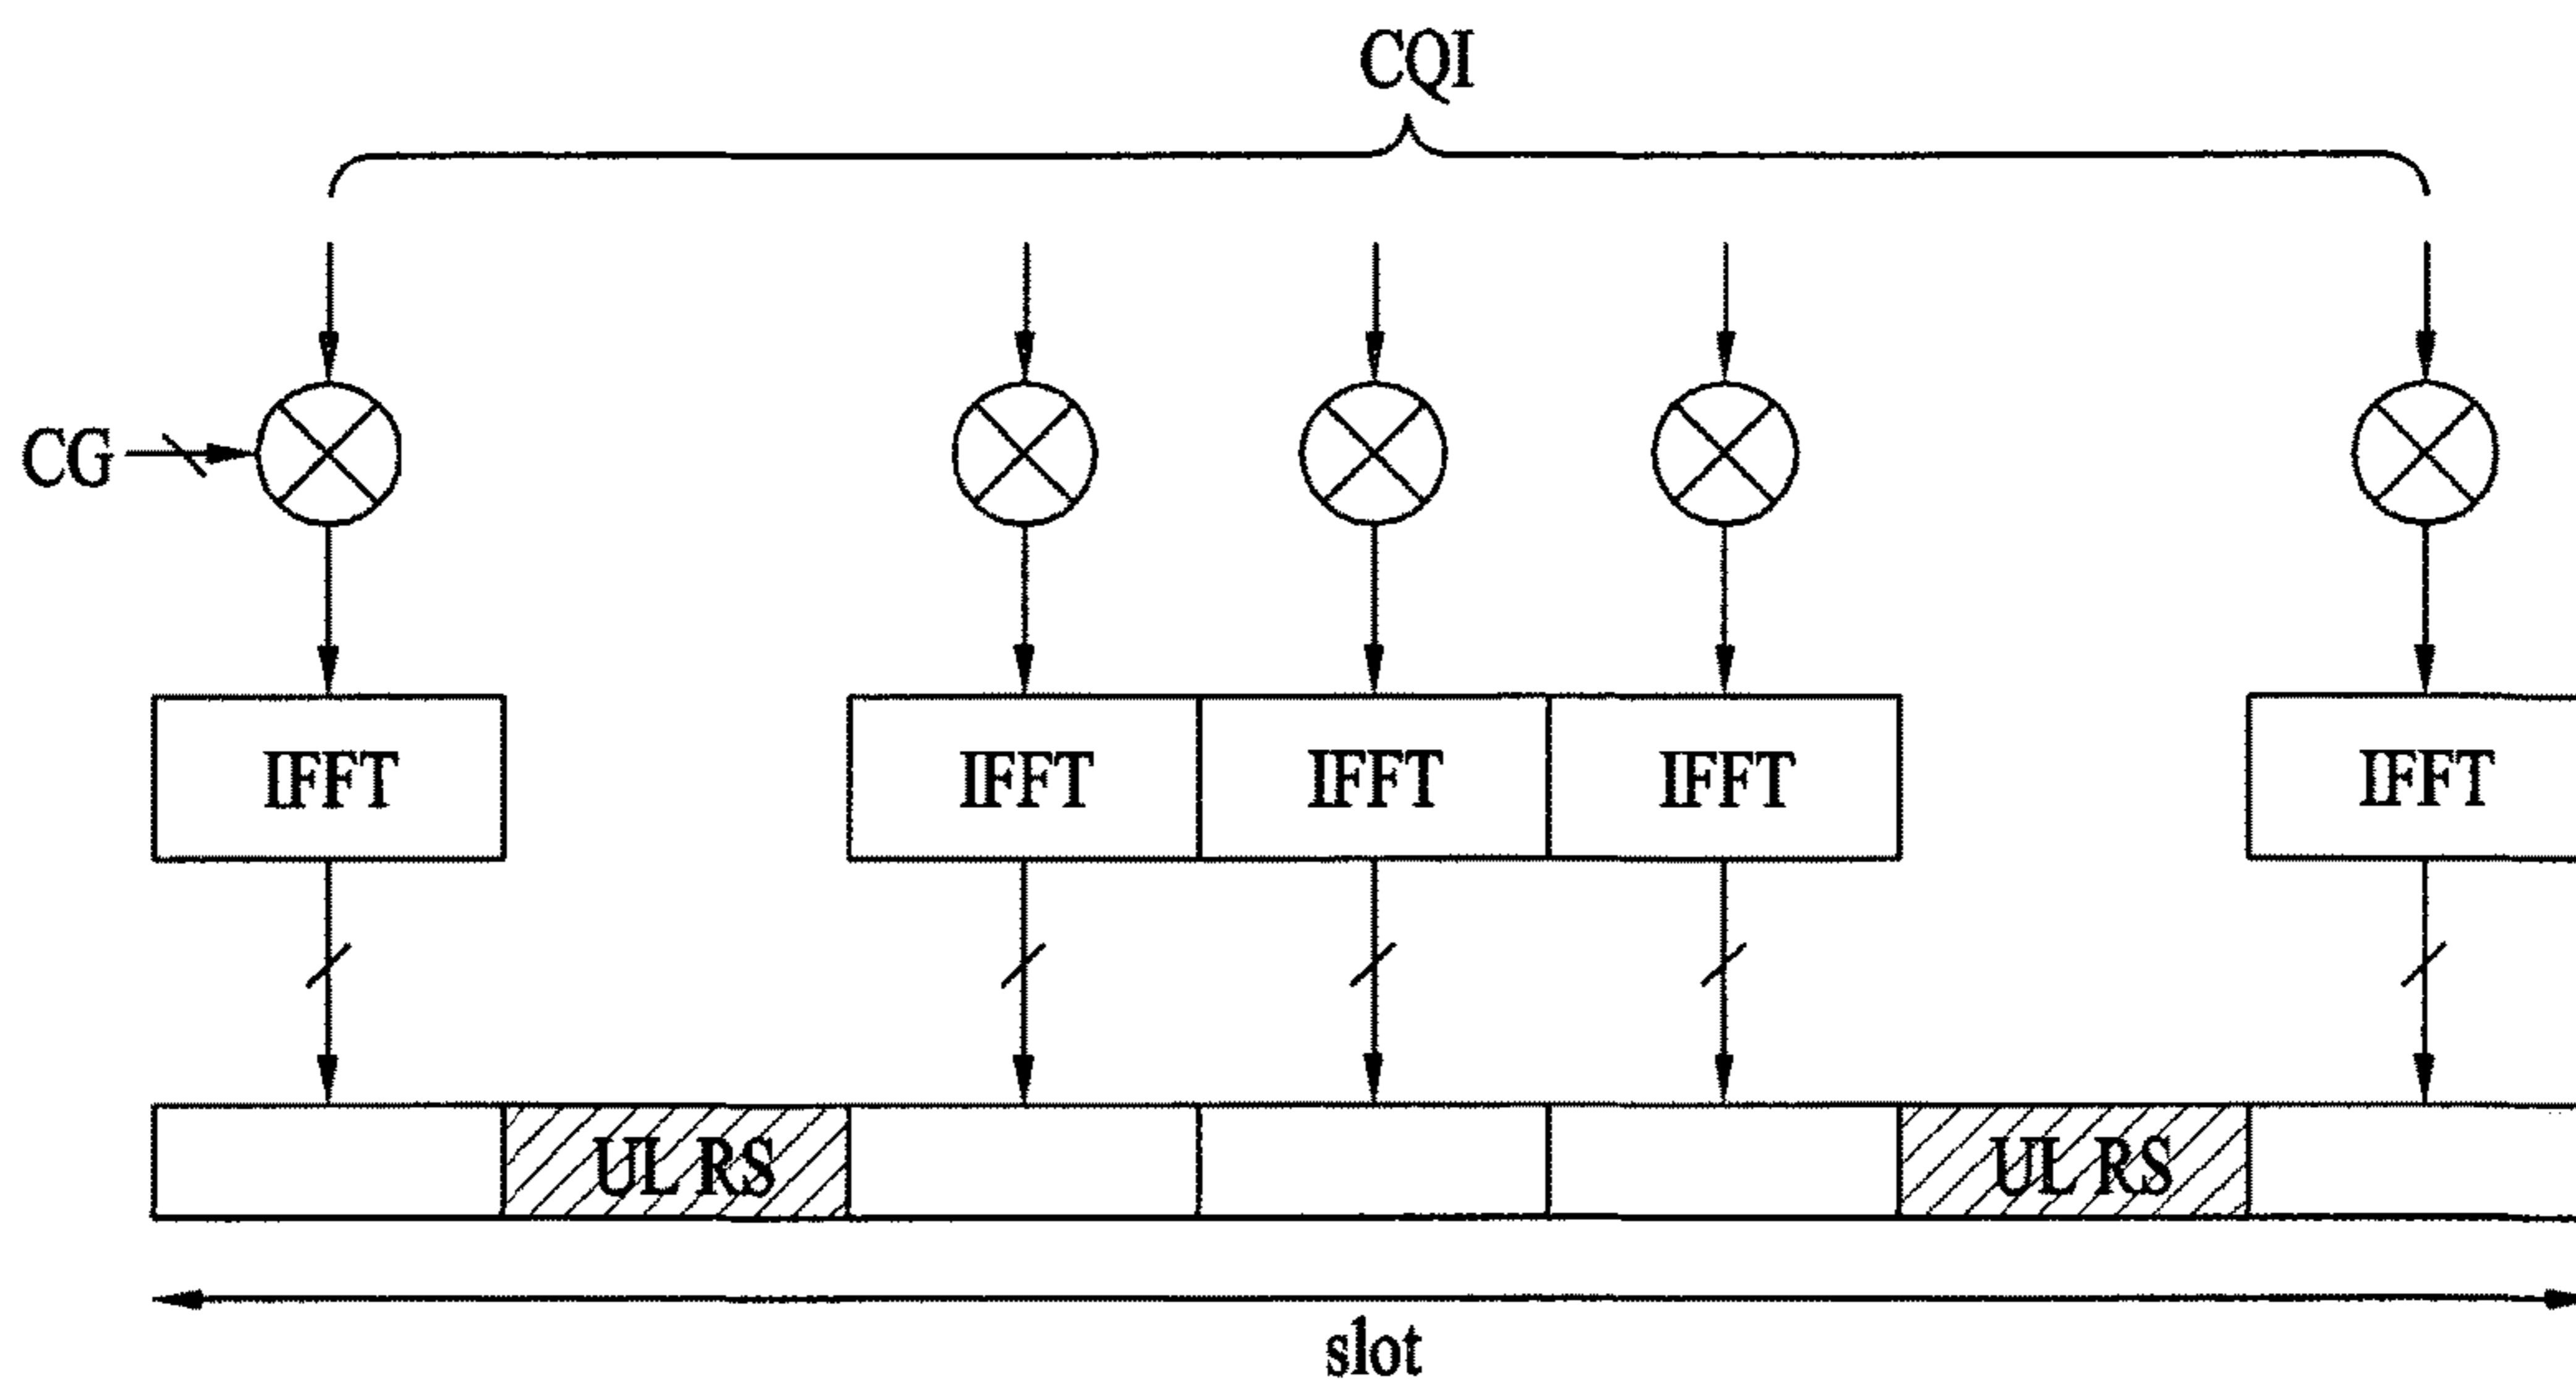 CQI
CG
IFFT IFFT IFFT IFFT IFFT
UL RS UL RS
slot